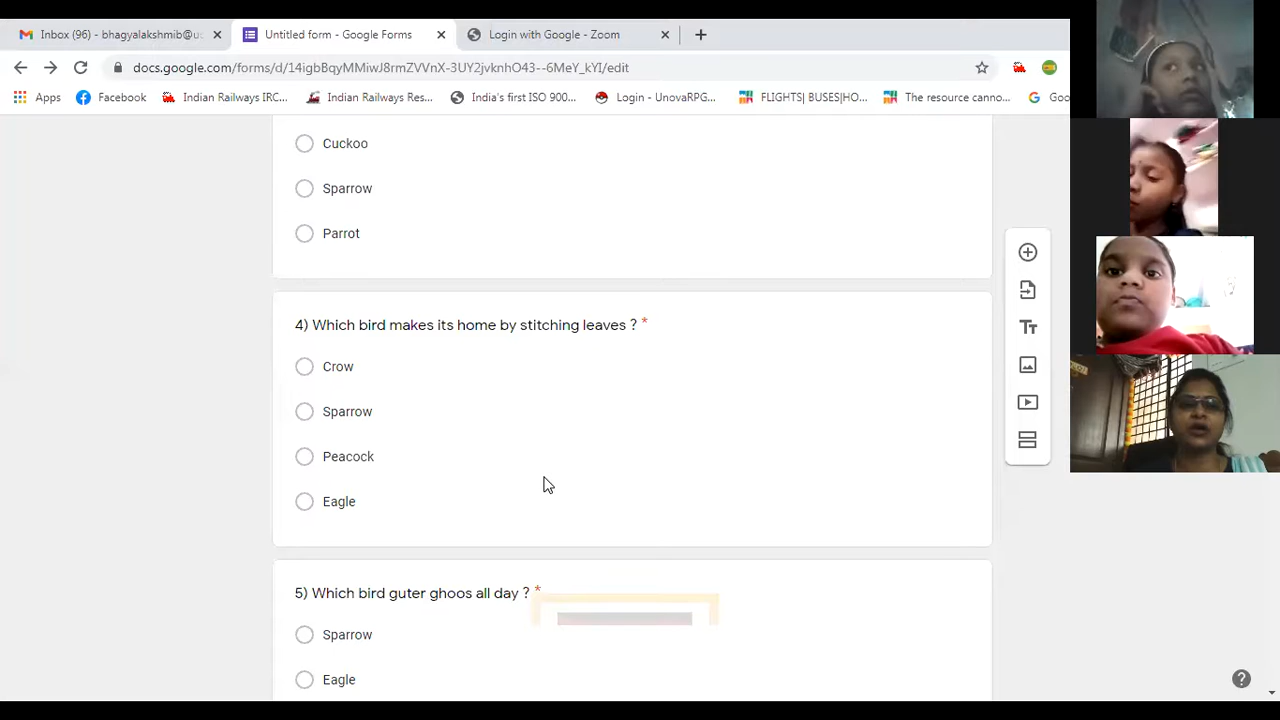 Inbox (96) - bhagyalakshmib@u
Untitled form - Google Forms
Login with Google - Zoom
docs.google.com/forms/d/14igbBqyMMiwJ8rmZVVnX-3UY2jvknhO43--6MeY_kYI/edit
Apps
Facebook
Indian Railways IRC...
Indian Railways Res...
India's first ISO 900...
Login - UnovaRPG...
FLIGHTS| BUSES|HO...
The resource canno...
Goo
Cuckoo
Sparrow
Parrot
4) Which bird makes its home by stitching leaves ? *
Crow
Sparrow
Peacock
Eagle
5) Which bird guter ghoos all day ? *
Sparrow
Eagle